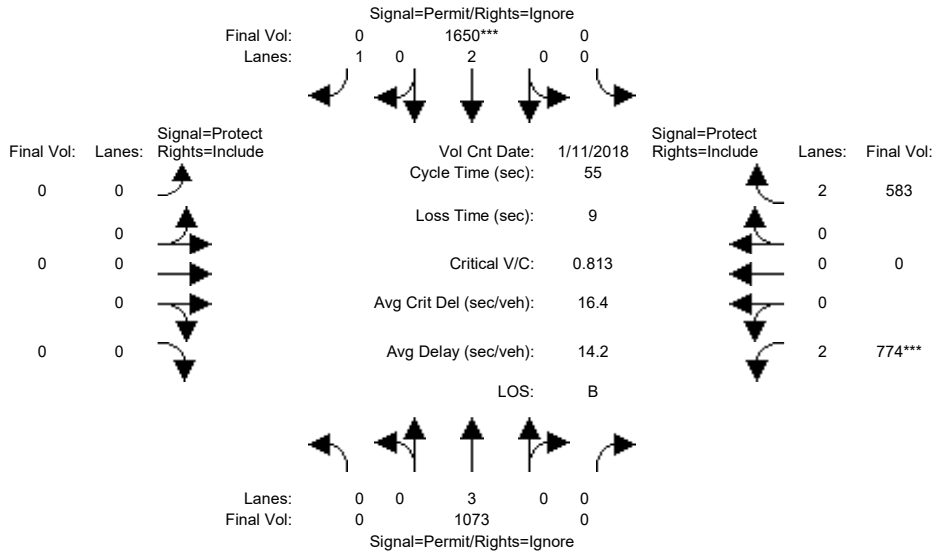 Signal=Permit/Rights=Ignore
Final Vol: 0 1650*** 0
Lanes: 1 0 2 0 0
Signal=Protect
Final Vol: Lanes: Rights=Include
Vol Cnt Date: 1/11/2018
Signal=Protect
Rights=Include Lanes: Final Vol:
Cycle Time (sec): 55
0 0
2 583
Loss Time (sec): 9
0
0
0 0
Critical V/C: 0.813
0 0
0
Avg Crit Del (sec/veh): 16.4
0
0 0
Avg Delay (sec/veh): 14.2
2 774***
LOS: B
Lanes: 0 0 3 0 0
Final Vol: 0 1073 0
Signal=Permit/Rights=Ignore